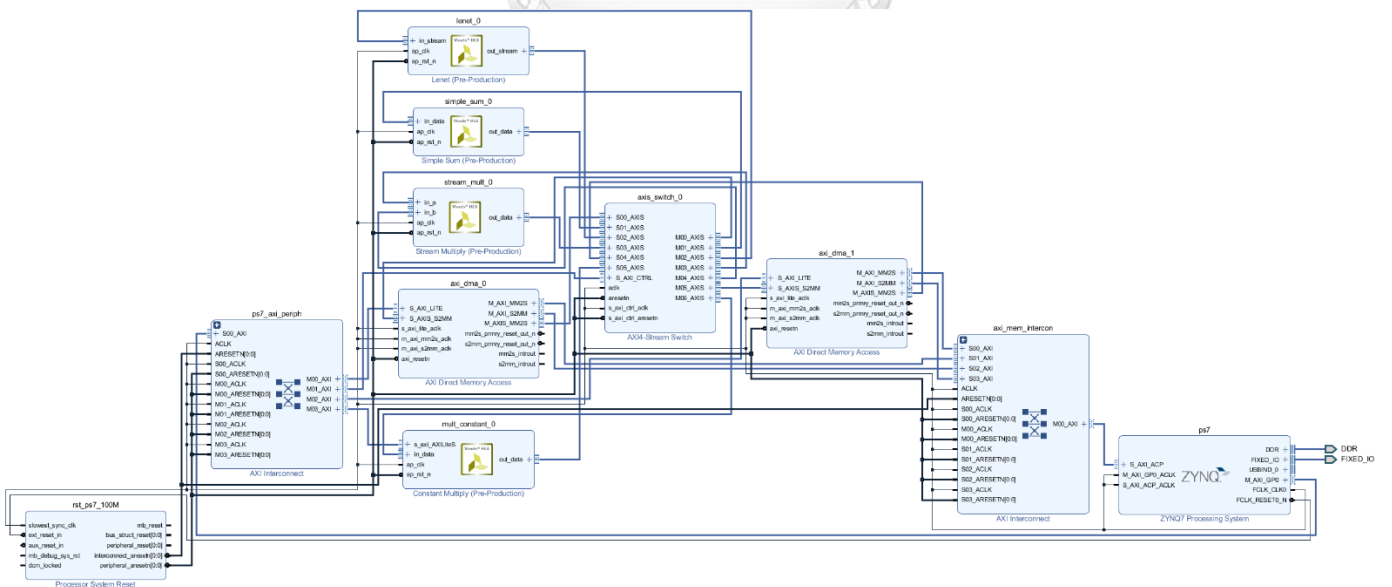 lenet_0
in_stream
ap_clk
ap_rst_n
out_stream
Lenet (Pre-Production)
simple_sum_0
in_data
ap_clk
ap_rst_n
out_data
Simple Sum (Pre-Production)
stream_mult_0
in_a
in_b
ap_clk
ap_rst_n
out_data
Stream Multiply (Pre-Production)
axis_switch_0
S00_AXIS
S01_AXIS
S02_AXIS
S03_AXIS
S04_AXIS
S05_AXIS
S_AXI_CTRL
aclk
aresetn
s_axi_ctrl_aclk
s_axi_ctrl_aresetn
M00_AXIS
M01_AXIS
M02_AXIS
M03_AXIS
M04_AXIS
M05_AXIS
M06_AXIS
AXI4-Stream Switch
axi_dma_1
S_AXI_LITE
S_AXIS_S2MM
s_axi_lite_aclk
m_axi_mm2s_aclk
m_axi_s2mm_aclk
axi_resetn
M_AXI_MM2S
M_AXI_S2MM
M_AXIS_MM2S
mm2s_prmry_reset_out_n
s2mm_prmry_reset_out_n
mm2s_introut
s2mm_introut
AXI Direct Memory Access
axi_dma_0
S_AXI_LITE
S_AXIS_S2MM
s_axi_lite_aclk
m_axi_mm2s_aclk
m_axi_s2mm_aclk
axi_resetn
M_AXI_MM2S
M_AXI_S2MM
M_AXIS_MM2S
mm2s_prmry_reset_out_n
s2mm_prmry_reset_out_n
mm2s_introut
s2mm_introut
AXI Direct Memory Access
ps7_axi_periph
S00_AXI
ACLK
ARESETN[0:0]
S00_ACLK
S00_ARESETN[0:0]
M00_ACLK
M00_ARESETN[0:0]
M01_ACLK
M01_ARESETN[0:0]
M02_ACLK
M02_ARESETN[0:0]
M03_ACLK
M03_ARESETN[0:0]
M00_AXI
M01_AXI
M02_AXI
M03_AXI
AXI Interconnect
axi_mem_intercon
S00_AXI
S01_AXI
S02_AXI
S03_AXI
ACLK
ARESETN[0:0]
S00_ACLK
S00_ARESETN[0:0]
M00_ACLK
M00_ARESETN[0:0]
S01_ACLK
S01_ARESETN[0:0]
S02_ACLK
S02_ARESETN[0:0]
S03_ACLK
S03_ARESETN[0:0]
M00_AXI
AXI Interconnect
mult_constant_0
s_axi_AXILiteS
in_data
ap_clk
ap_rst_n
out_data
Constant Multiply (Pre-Production)
ps7
S_AXI_ACP
M_AXI_GP0_ACLK
S_AXI_ACP_ACLK
ZYNQ
DDR
FIXED_IO
USBIND_0
M_AXI_GP0
FCLK_CLK0
FCLK_RESET0_N
ZYNQ7 Processing System
DDR
FIXED_IO
rst_ps7_100M
slowest_sync_clk
ext_reset_in
aux_reset_in
mb_debug_sys_rst
dcm_locked
mb_reset
bus_struct_reset[0:0]
peripheral_reset[0:0]
interconnect_aresetn[0:0]
peripheral_aresetn[0:0]
Processor System Reset